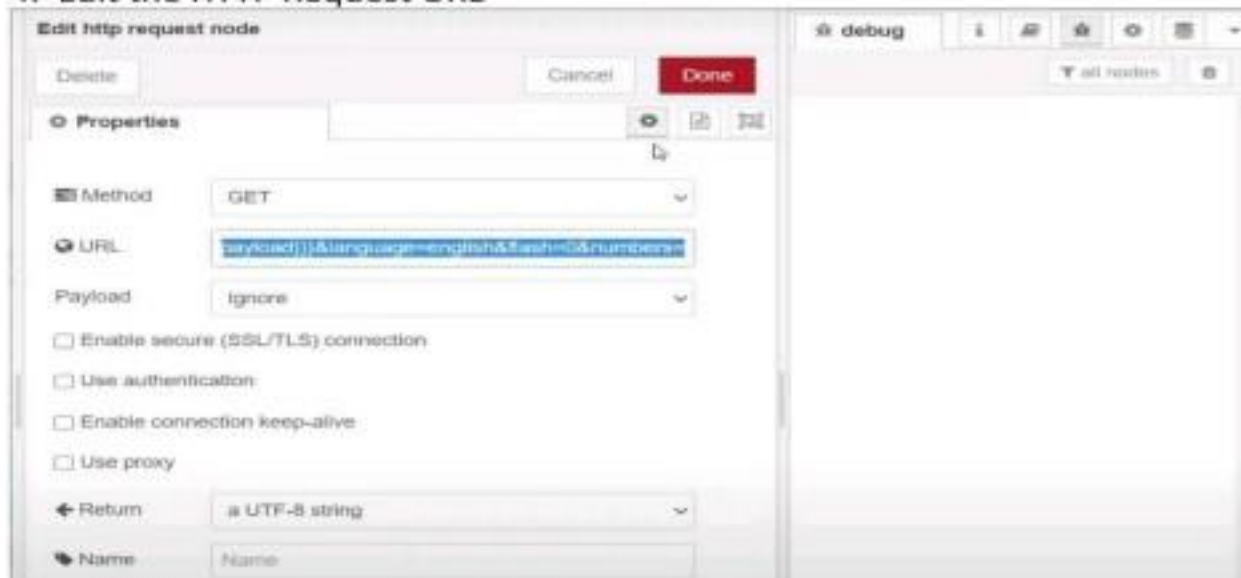 Edit http request node
debug
i
Delete
Cancel
Done
all nodes
Properties
Method
GET
URL
payload}}}&language=english&flash=0&numbers=
Payload
Ignore
Enable secure (SSL/TLS) connection
Use authentication
Enable connection keep-alive
Use proxy
Return
a UTF-8 string
Name
Name